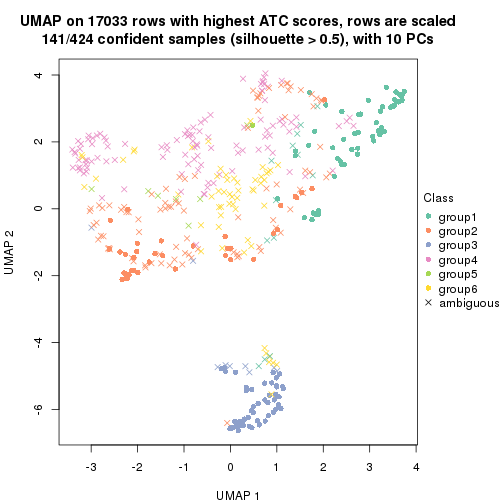 UMAP on 17033 rows with highest ATC scores, rows are scaled
141/424 confident samples (silhouette > 0.5), with 10 PCs
4
2
0
-2
-4
-6
UMAP 2
-3 -2 -1 0 1 2 3 4
UMAP 1
Class
group1
group2
group3
group4
group5
group6
ambiguous